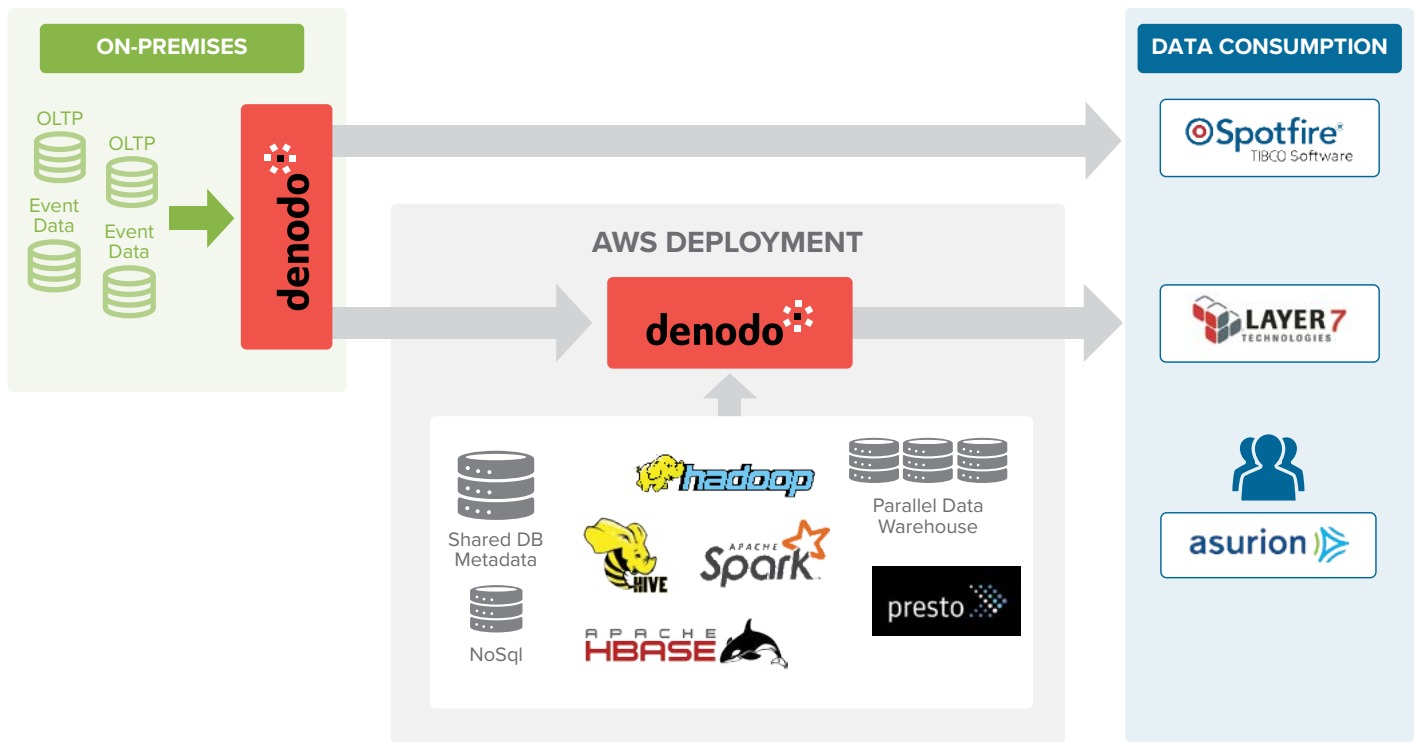 ON-PREMISES
OLTP
OLTP
Event
Data
Event
Data
denodo
DATA CONSUMPTION
Spotfire
TIBCO Software
LAYER 7
TECHNOLOGIES
asurion
AWS DEPLOYMENT
denodo
Shared DB
Metadata
NoSql
hadoop
HIVE
APACHE
Spark
APACHE
HBASE
Parallel Data
Warehouse
presto